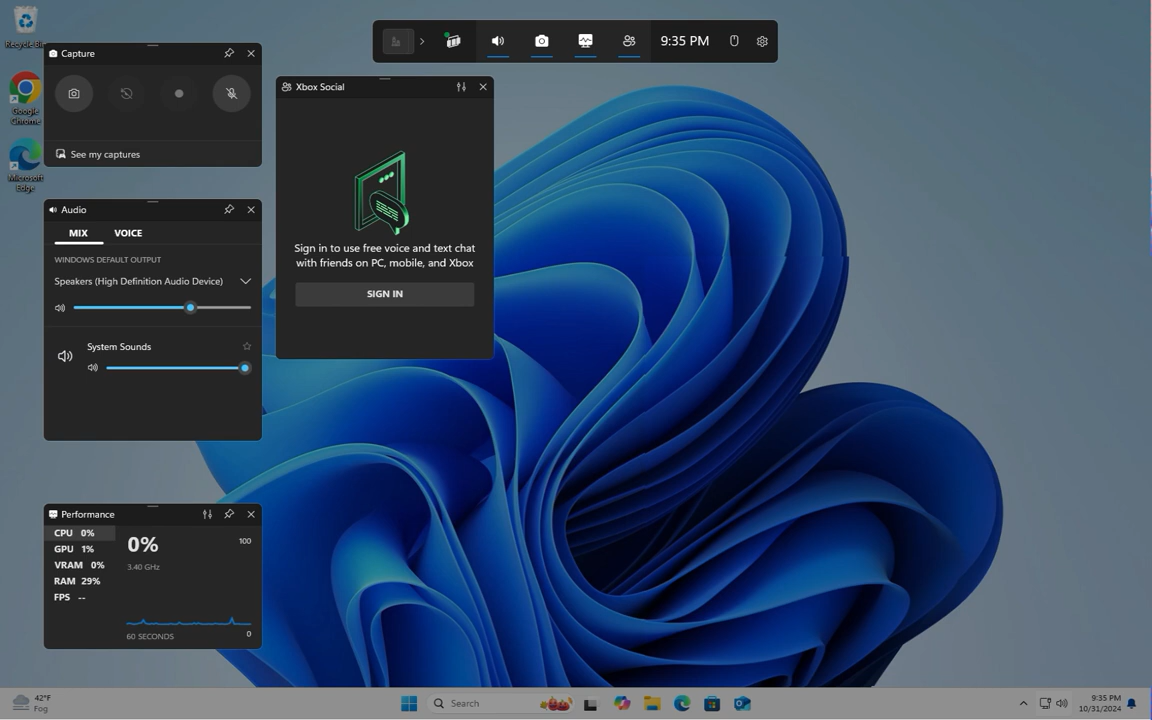 Recycle Bin
Google
Chrome
Microsoft
Edge
9:35 PM
Capture
See my captures
Xbox Social
Sign in to use free voice and text chat
with friends on PC, mobile, and Xbox
SIGN IN
Audio
MIX VOICE
WINDOWS DEFAULT OUTPUT
Speakers (High Definition Audio Device)
System Sounds
Performance
CPU 0%
GPU 1%
VRAM 0%
RAM 29%
FPS --
0% 100
3.40 GHz
60 SECONDS 0
42°F
Fog
Search
9:35 PM
10/31/2024